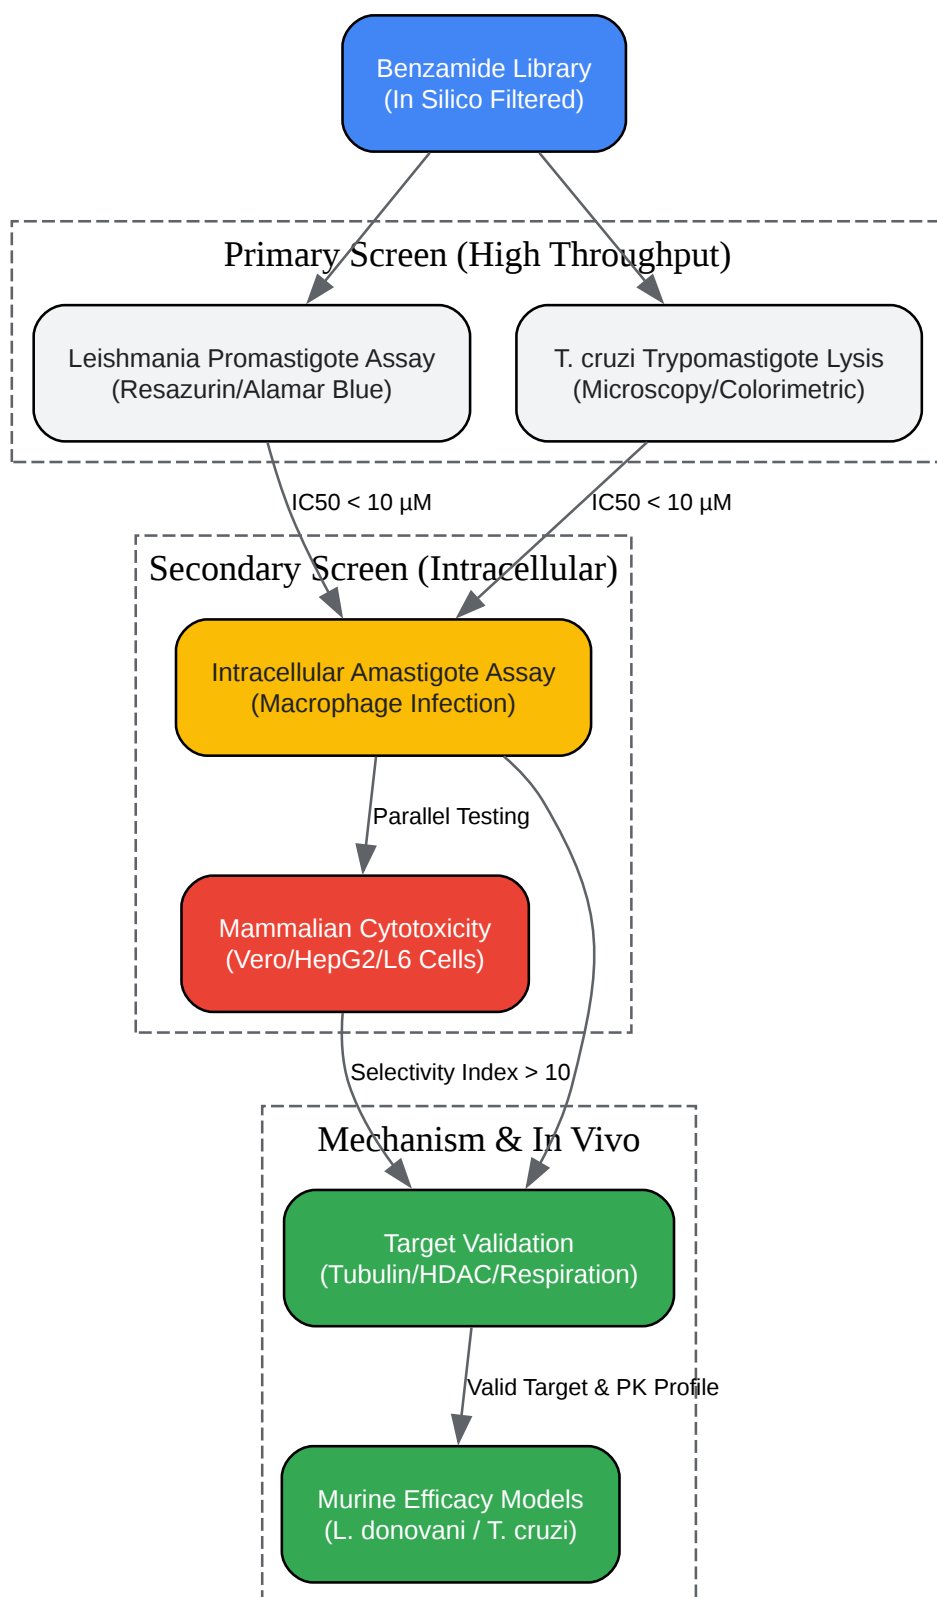 Benzamide Library
(In Silico Filtered)
Primary Screen (High Throughput)
Leishmania Promastigote Assay
(Resazurin/Alamar Blue)
T. cruzi Trypomastigote Lysis
(Microscopy/Colorimetric)
IC50 < 10 µM
IC50 < 10 µM
Secondary Screen (Intracellular)
Intracellular Amastigote Assay
(Macrophage Infection)
Parallel Testing
Mammalian Cytotoxicity
(Vero/HepG2/L6 Cells)
Selectivity Index > 10
Mechanism & In Vivo
Target Validation
(Tubulin/HDAC/Respiration)
Valid Target & PK Profile
Murine Efficacy Models
(L. donovani / T. cruzi)